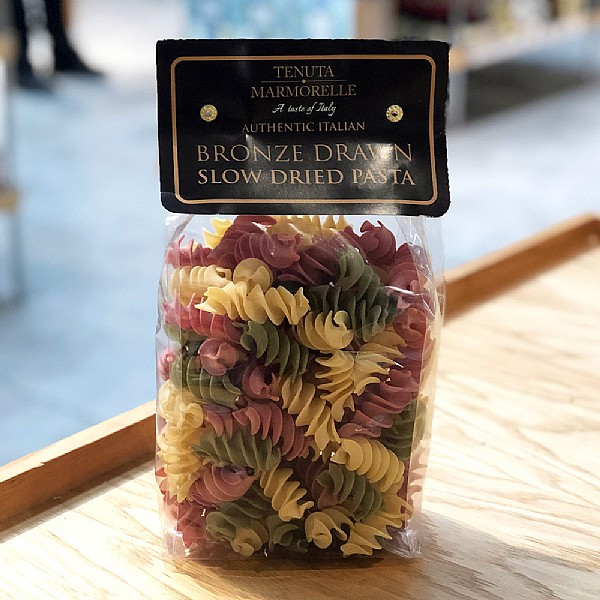 TENUTA
MARMORELLE
A taste of Italy
AUTHENTIC ITALIAN
BRONZE DRAWN
SLOW DRIED PASTA